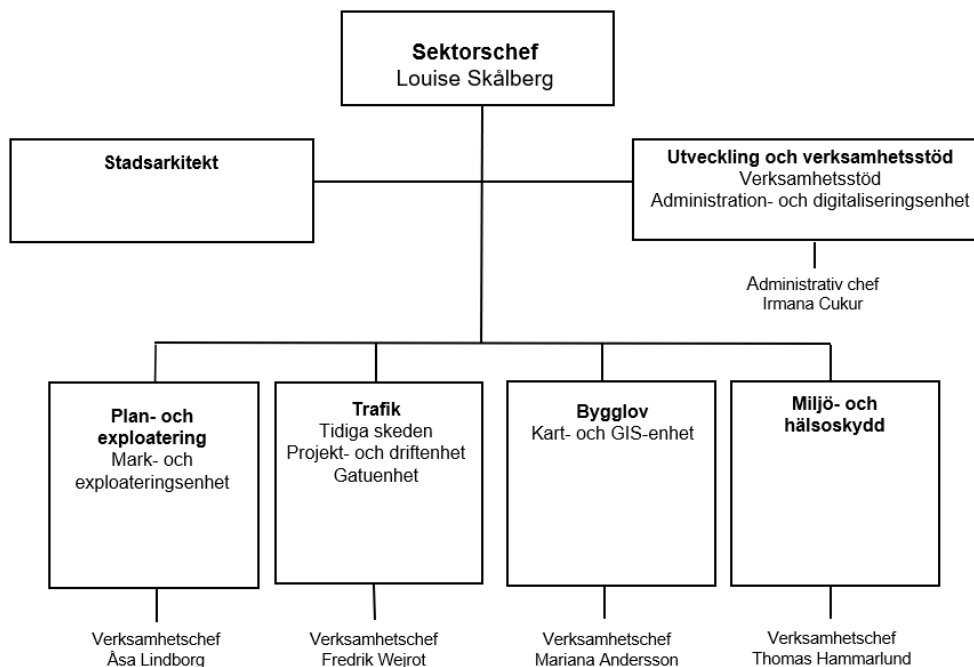 Sektorschef
Louise Skålberg
Stadsarkitekt
Utveckling och verksamhetsstöd
Verksamhetsstöd
Administration- och digitaliseringsenhet
Administrativ chef
Irmana Cukur
Plan- och
exploatering
Mark- och
exploateringsenhet
Trafik
Tidiga skeden
Projekt- och driftenhet
Gatuenhet
Bygglov
Kart- och GIS-enhet
Miljö- och
hälsoskydd
Verksamhetschef
Åsa Lindborg
Verksamhetschef
Fredrik Wejrot
Verksamhetschef
Mariana Andersson
Verksamhetschef
Thomas Hammarlund